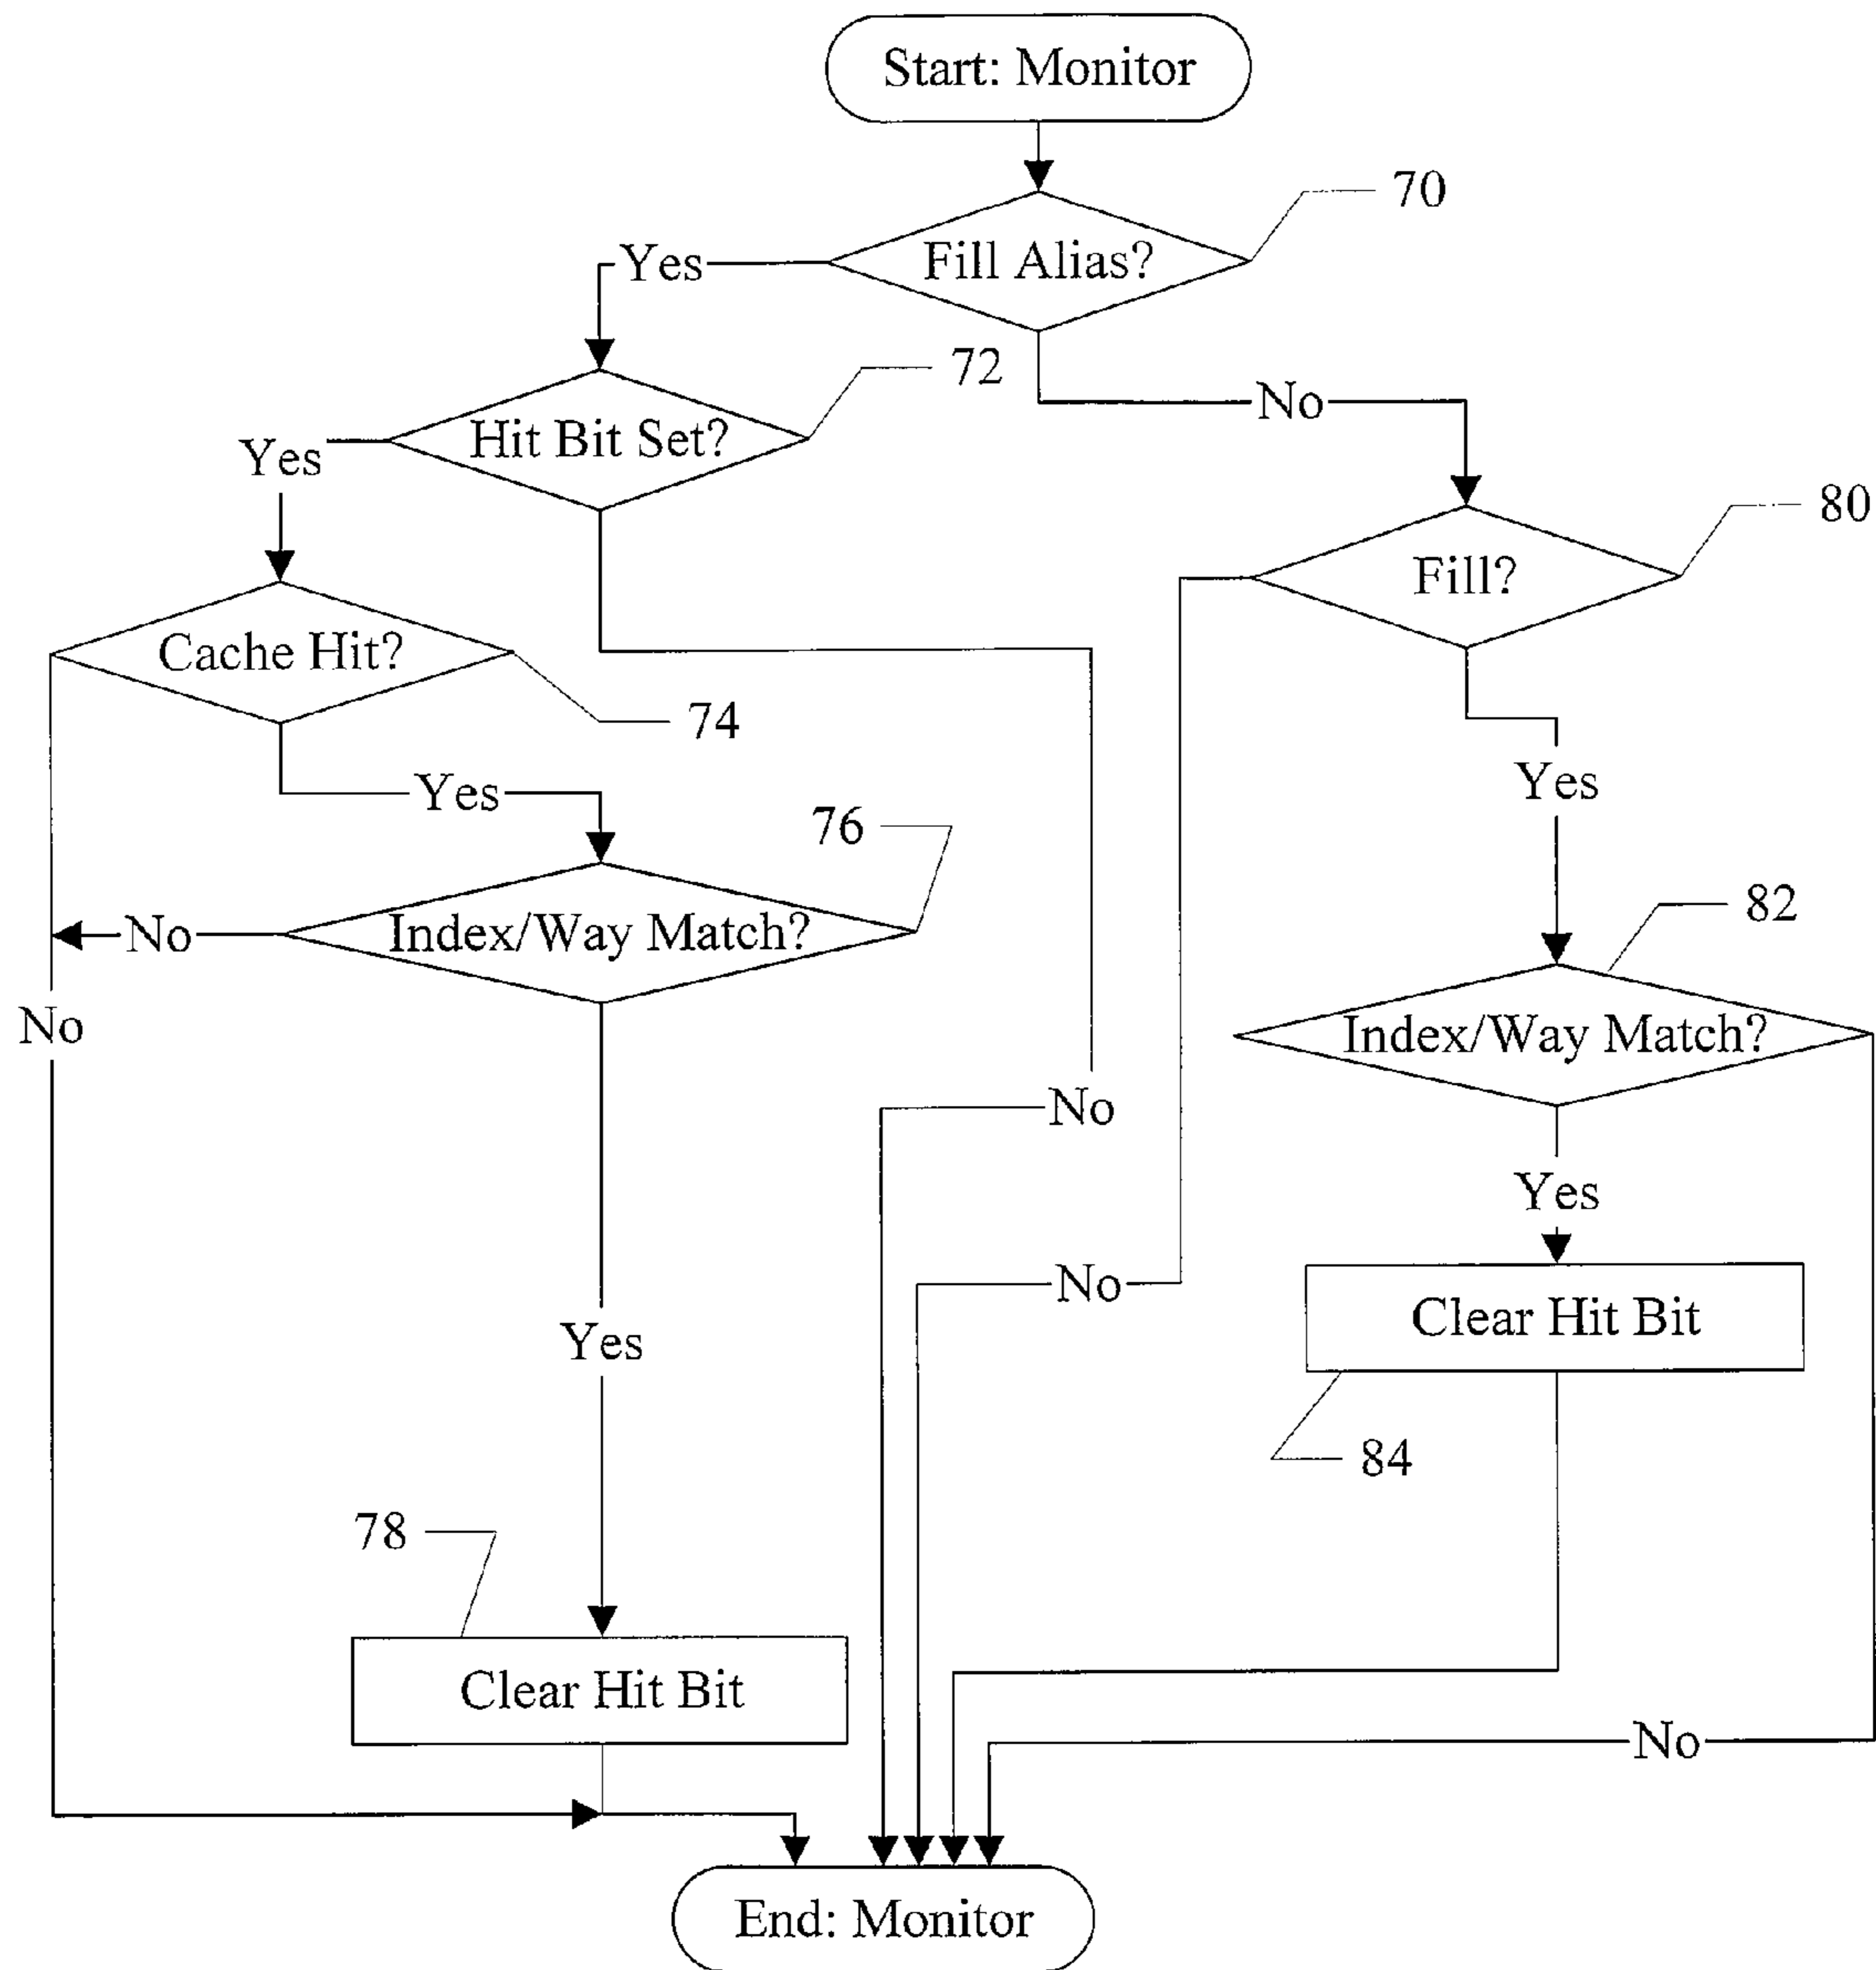 Start: Monitor
70
Fill Alias?
Yes
72
No
Hit Bit Set?
Yes
80
Fill?
Cache Hit?
74
Yes
Yes
76
82
No
Index/Way Match?
No
Index/Way Match?
No
Yes
No
Clear Hit Bit
Yes
84
78
Clear Hit Bit
No
End: Monitor